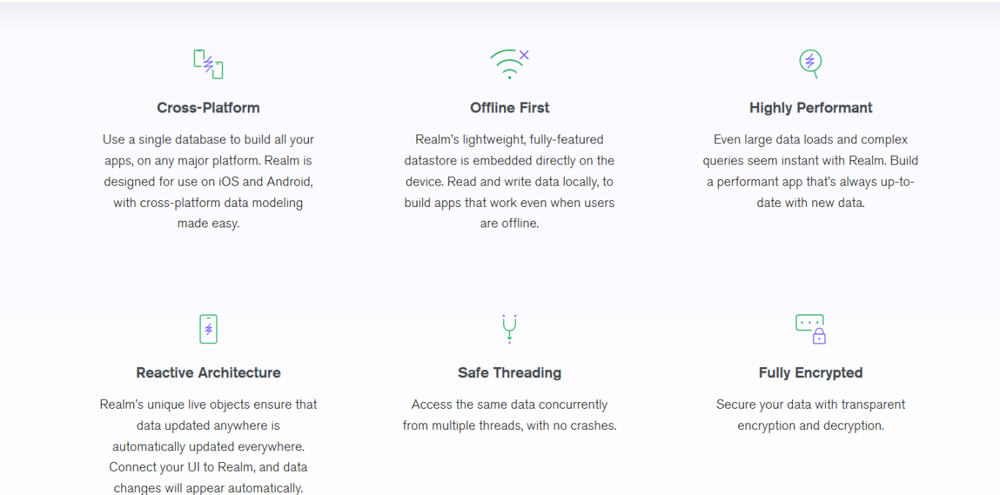 Cross-Platform
Use a single database to build all your
apps, on any major platform. Realm is
designed for use on iOS and Android,
with cross-platform data modeling
made easy.
Offline First
Realm’s lightweight, fully-featured
datastore is embedded directly on the
device. Read and write data locally, to
build apps that work even when users
are offline.
Highly Performant
Even large data loads and complex
queries seem instant with Realm. Build
a performant app that’s always up-to-
date with new data.
Reactive Architecture
Realm’s unique live objects ensure that
data updated anywhere is
automatically updated everywhere.
Connect your UI to Realm, and data
changes will appear automatically.
Safe Threading
Access the same data concurrently
from multiple threads, with no crashes.
Fully Encrypted
Secure your data with transparent
encryption and decryption.